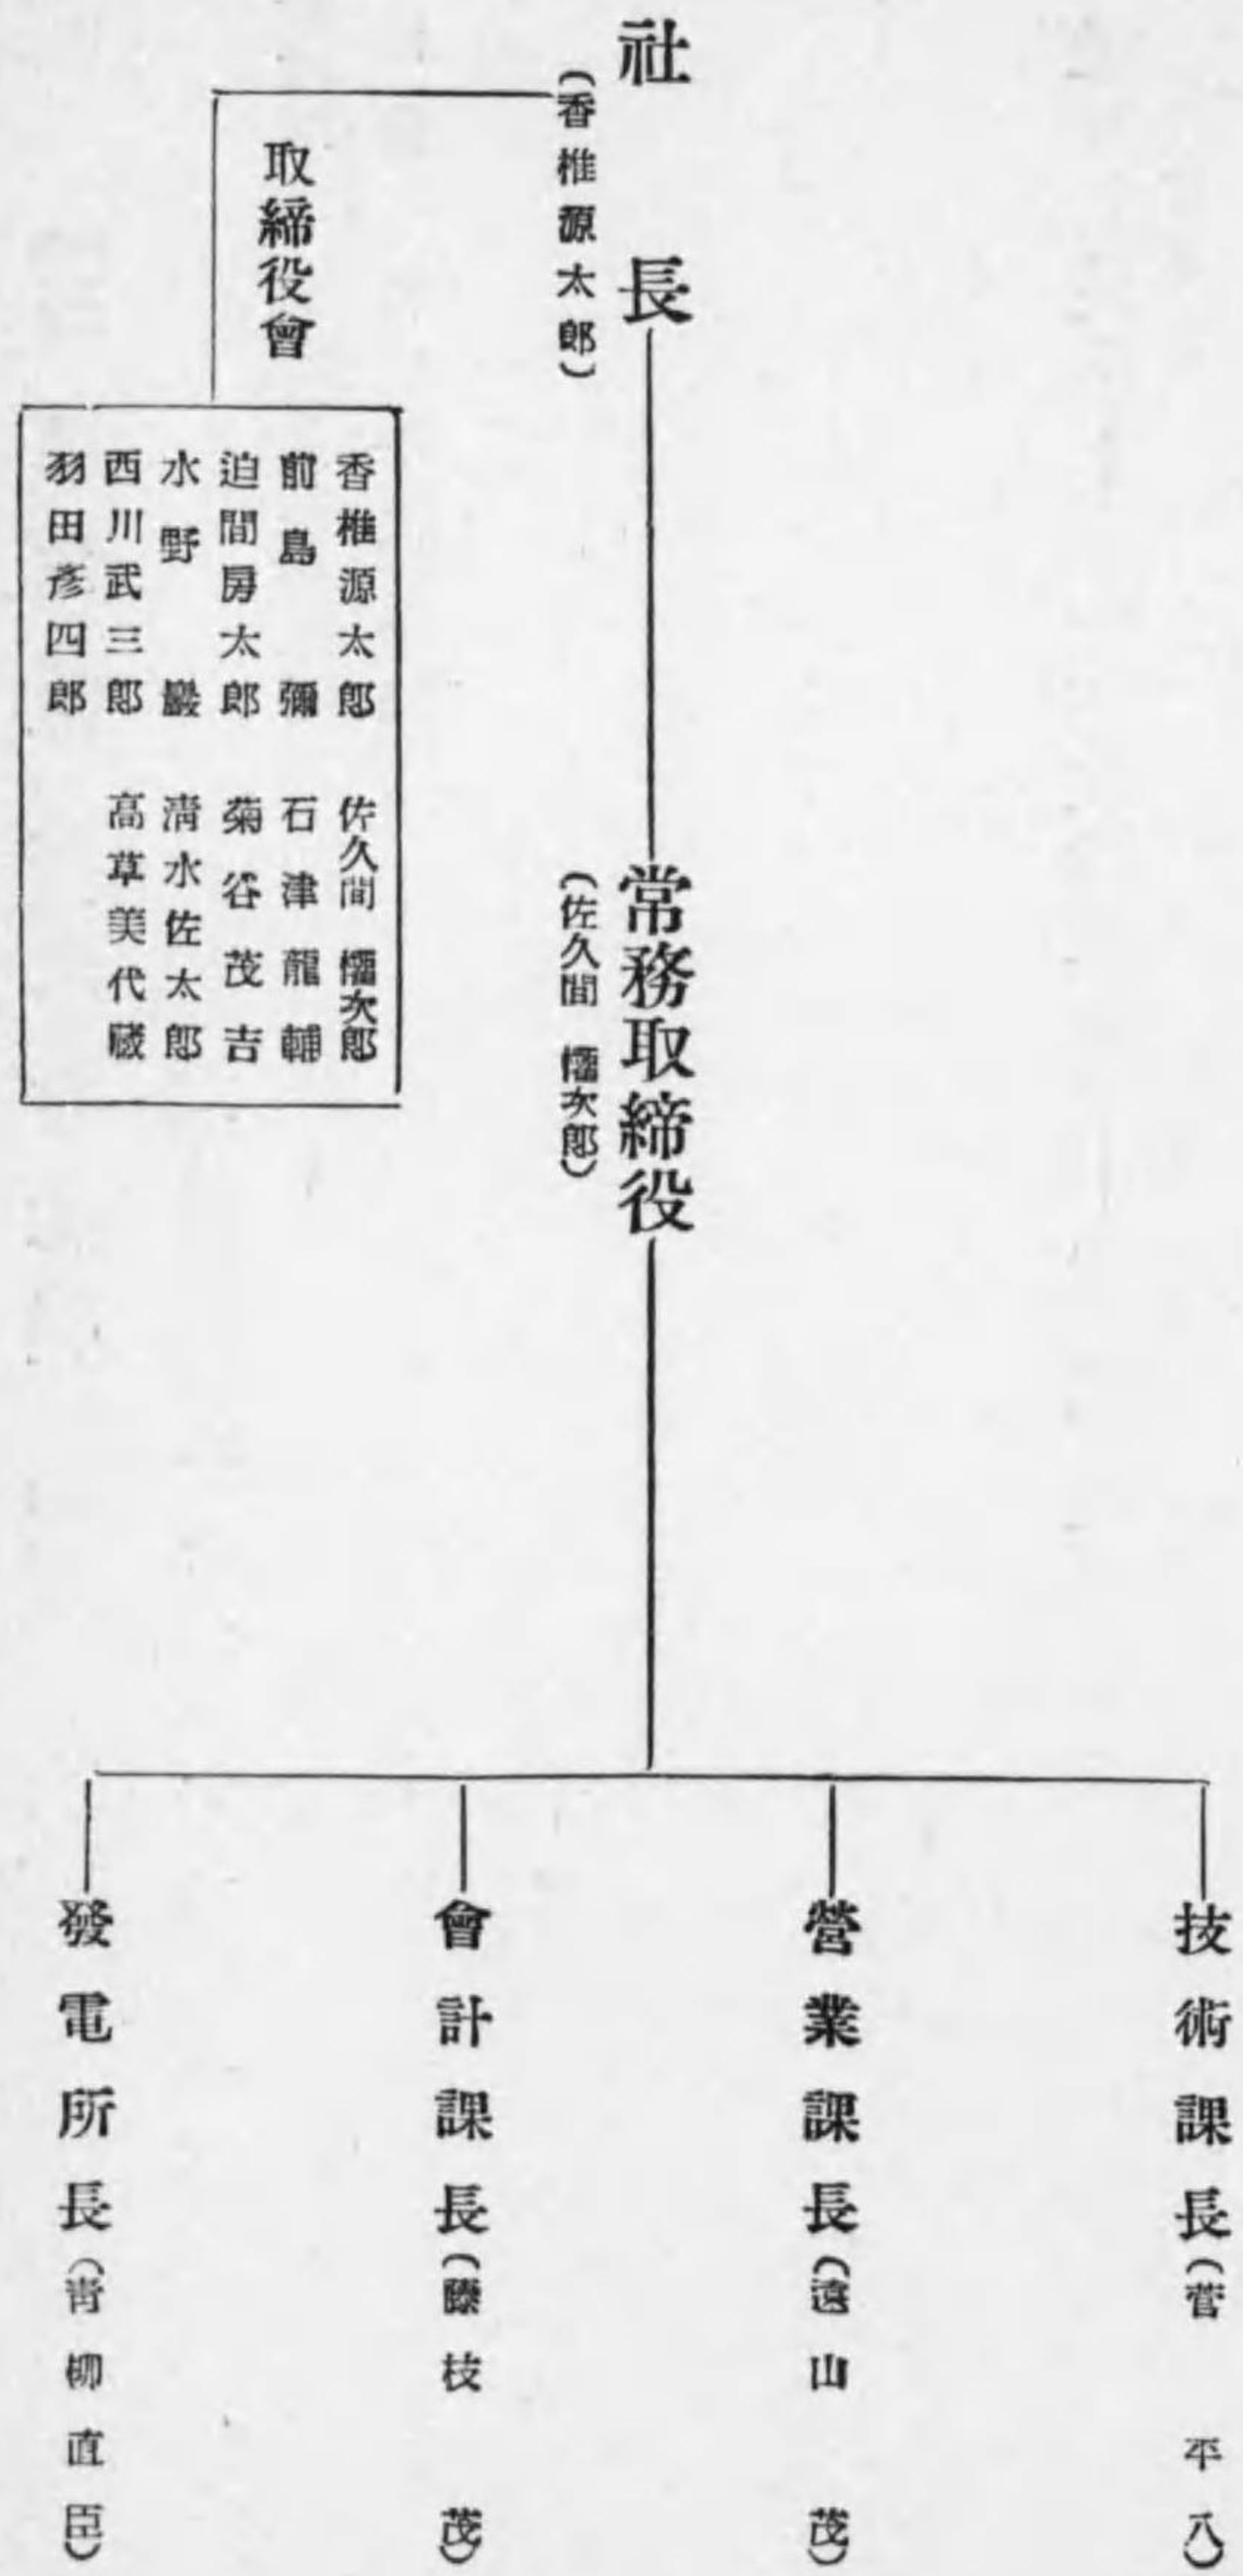 社長
(香椎源太郎)
取締役會
香椎源太郎 佐久間 次郎
前島彌 石津龍輔
迫間房太郎 菊谷茂吉
水野巖 淸水佐太郎
西川武三郎 高草美代藏
羽田彥四郎
常務取締役
(佐久間 次郎)
技術課長(菅 平八)
營業課長(遠山 茂)
會計課長(藤枝 茂)
發電所長(靑柳直臣)